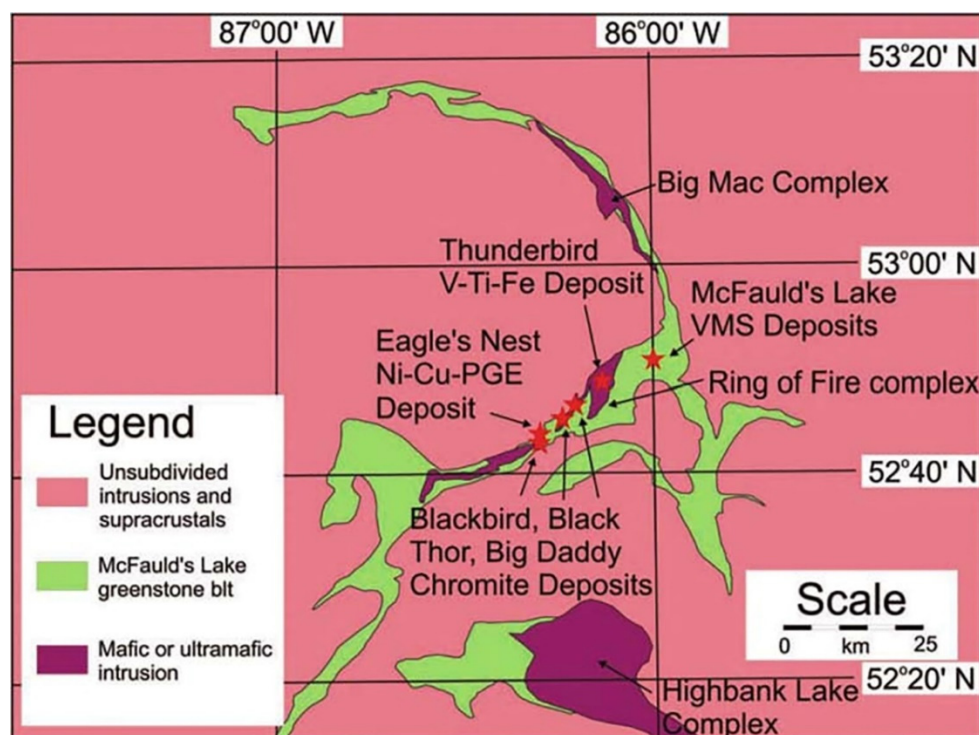 87°00' W
86°00' W
53°20' N
Big Mac Complex
Thunderbird
V-Ti-Fe Deposit
53°00' N
McFauld's Lake
VMS Deposits
Eagle's Nest
Ni-Cu-PGE
Deposit
Ring of Fire complex
52°40' N
Blackbird, Black
Thor, Big Daddy
Chromite Deposits
Legend
Unsubdivided
intrusions and
supracrustals
McFauld's Lake
greenstone blt
Mafic or ultramafic
intrusion
Scale
0 km 25
52°20' N
Highbank Lake
Complex